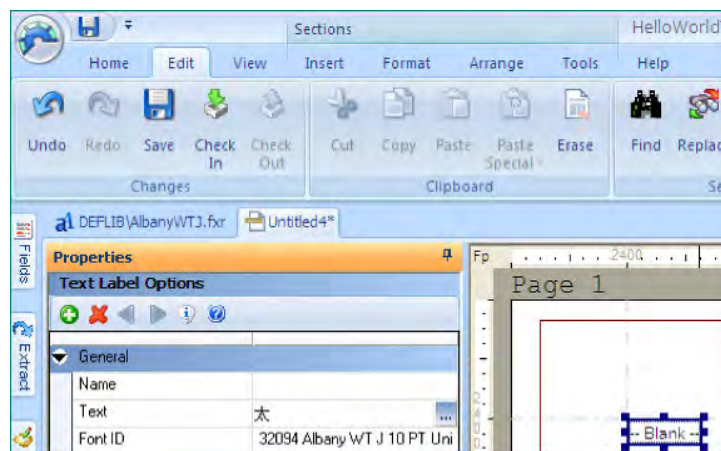 Sections
HelloWorld
Home Edit View Insert Format Arrange Tools Help
Undo Redo Save Check In Check Out Cut Copy Paste Paste Special Erase Find Replac
Changes Clipboard Se
DEFLIB\AlbanyWTJ.fxr Untitled4*
Fields
Extract
Properties
Text Label Options
General
Name
Text 太 ...
Font ID 32094 Albany WT J 10 PT Uni
Fp 2400
Page 1
-- Blank --